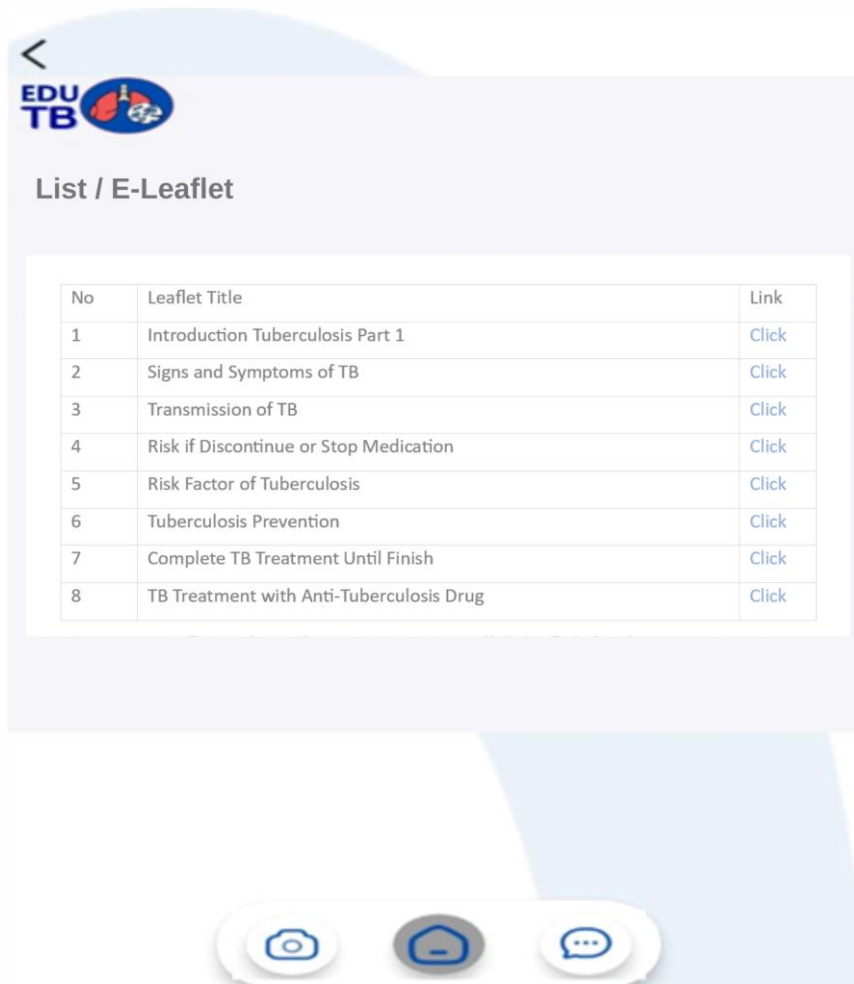 EDU
TB
List / E-Leaflet
No Leaflet Title Link
1 Introduction Tuberculosis Part 1 Click
2 Signs and Symptoms of TB Click
3 Transmission of TB Click
4 Risk if Discontinue or Stop Medication Click
5 Risk Factor of Tuberculosis Click
6 Tuberculosis Prevention Click
7 Complete TB Treatment Until Finish Click
8 TB Treatment with Anti-Tuberculosis Drug Click